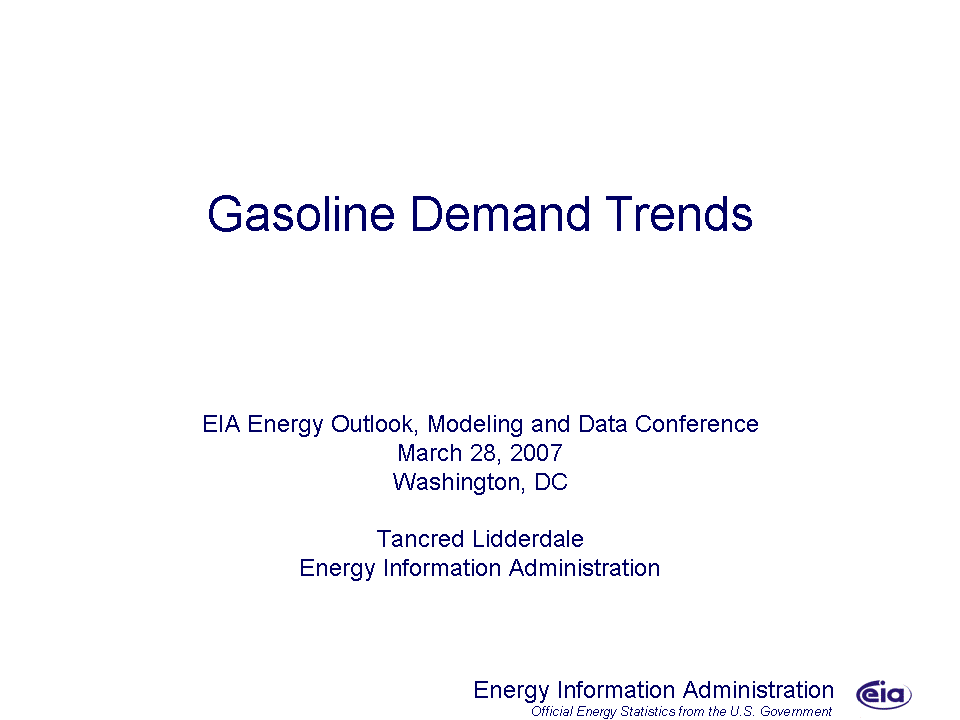 Gasoline Demand Trends
EIA Energy Outlook, Modeling and Data Conference
March 28, 2007
Washington, DC
Tancred Lidderdale
Energy Information Administration
Energy Information Administration
Official Energy Statistics from the U.S. Government
eia